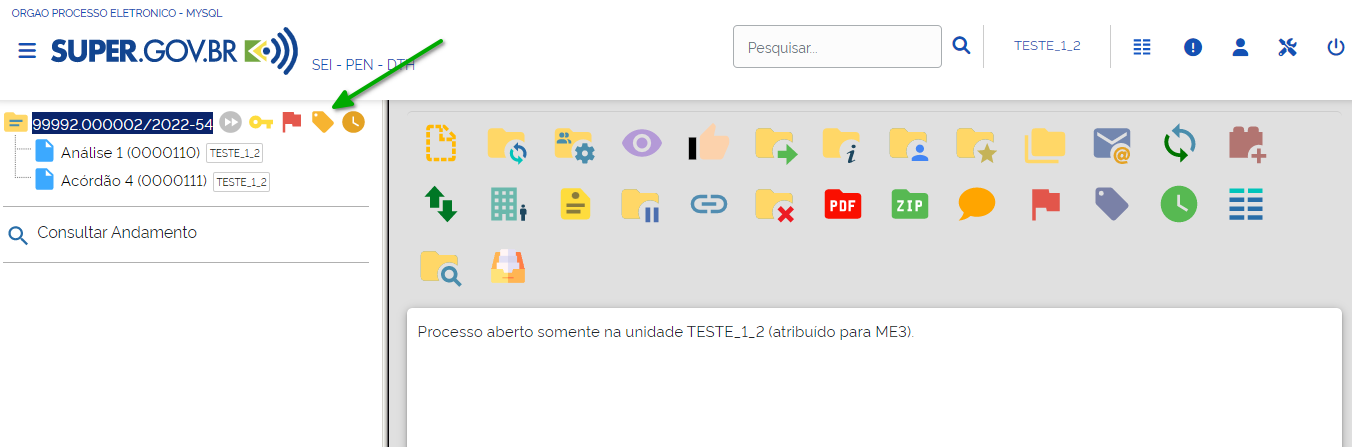 ORGAO PROCESSO ELETRONICO - MYSQL
SUPER.GOV.BR
SEI - PEN - DTH
Pesquisar...
TESTE_1_2
99992.000002/2022-54
Análise 1 (0000110) TESTE_1_2
Acórdão 4 (0000111) TESTE_1_2
Consultar Andamento
i
@
PDF
ZIP
Processo aberto somente na unidade TESTE_1_2 (atribuído para ME3).